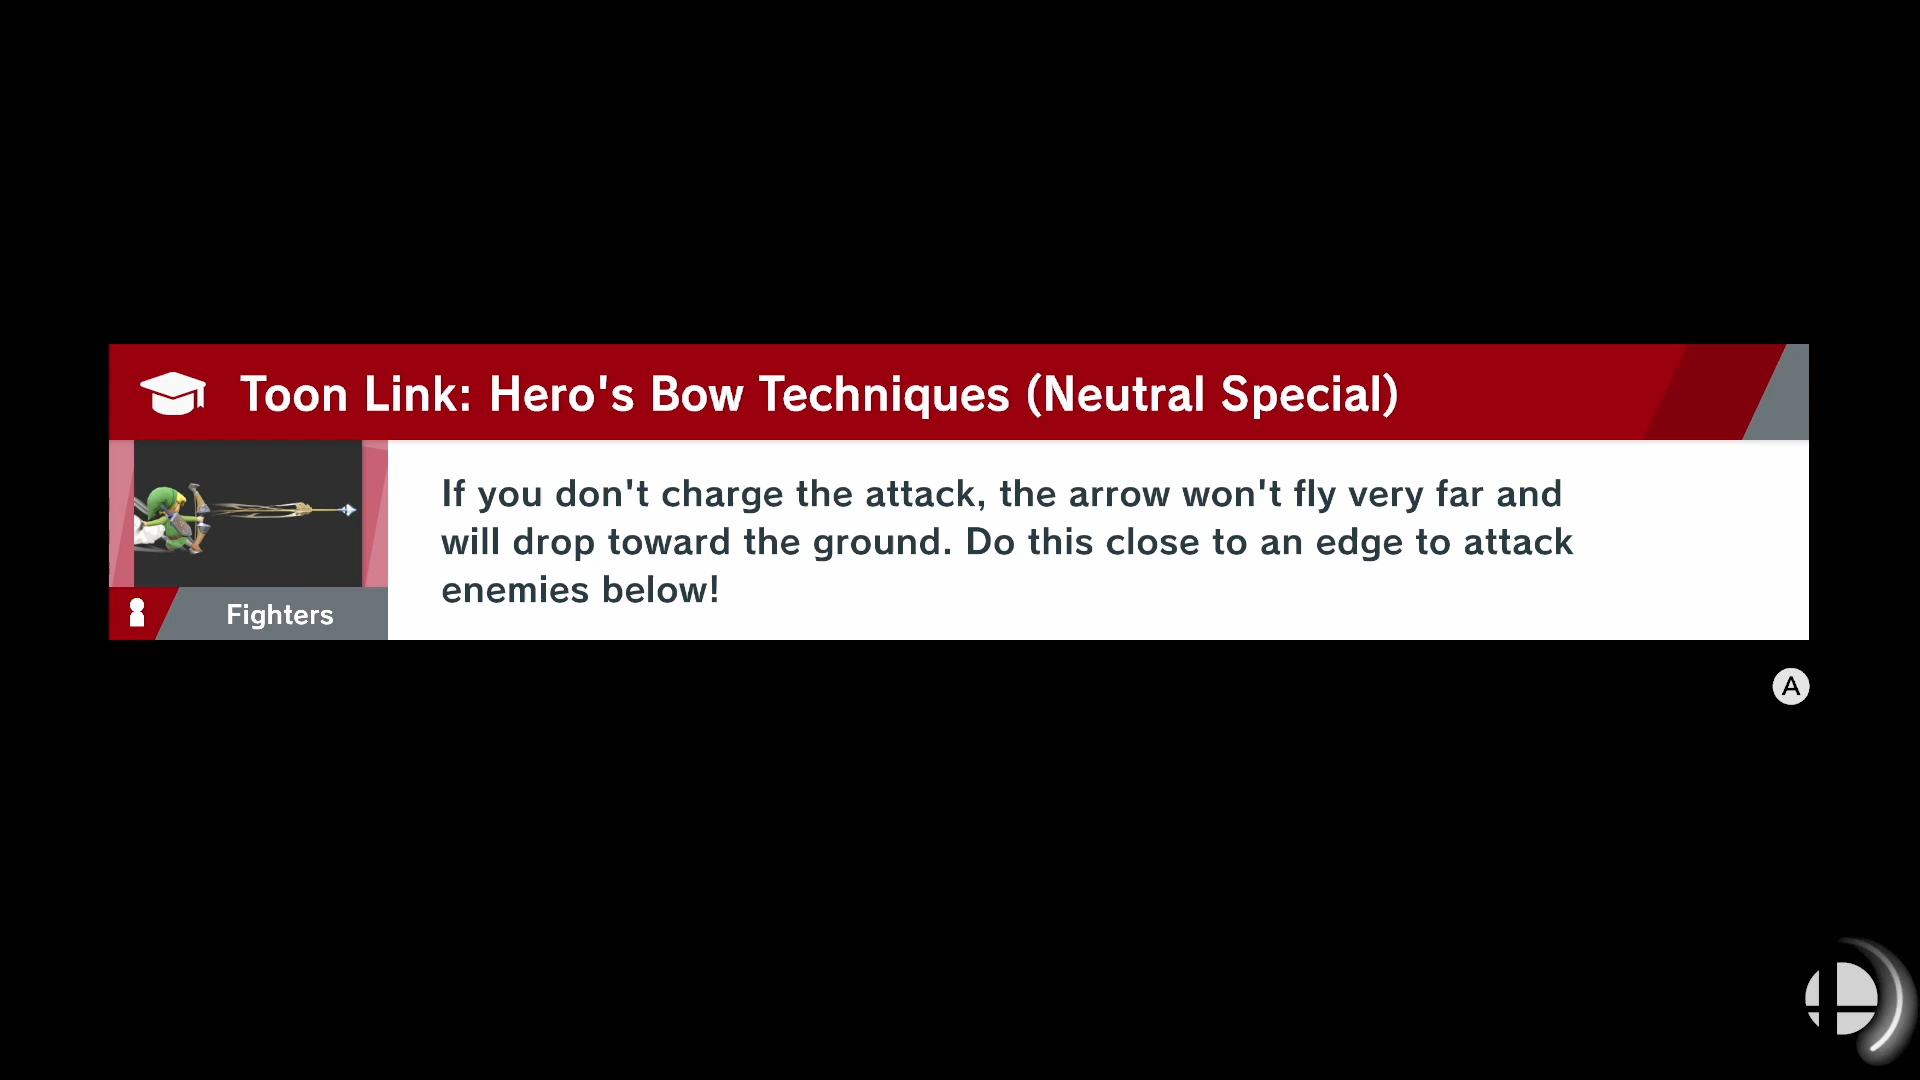 Toon Link: Hero's Bow Techniques (Neutral Special)
If you don't charge the attack, the arrow won't fly very far and
will drop toward the ground. Do this close to an edge to attack
enemies below!
Fighters
A